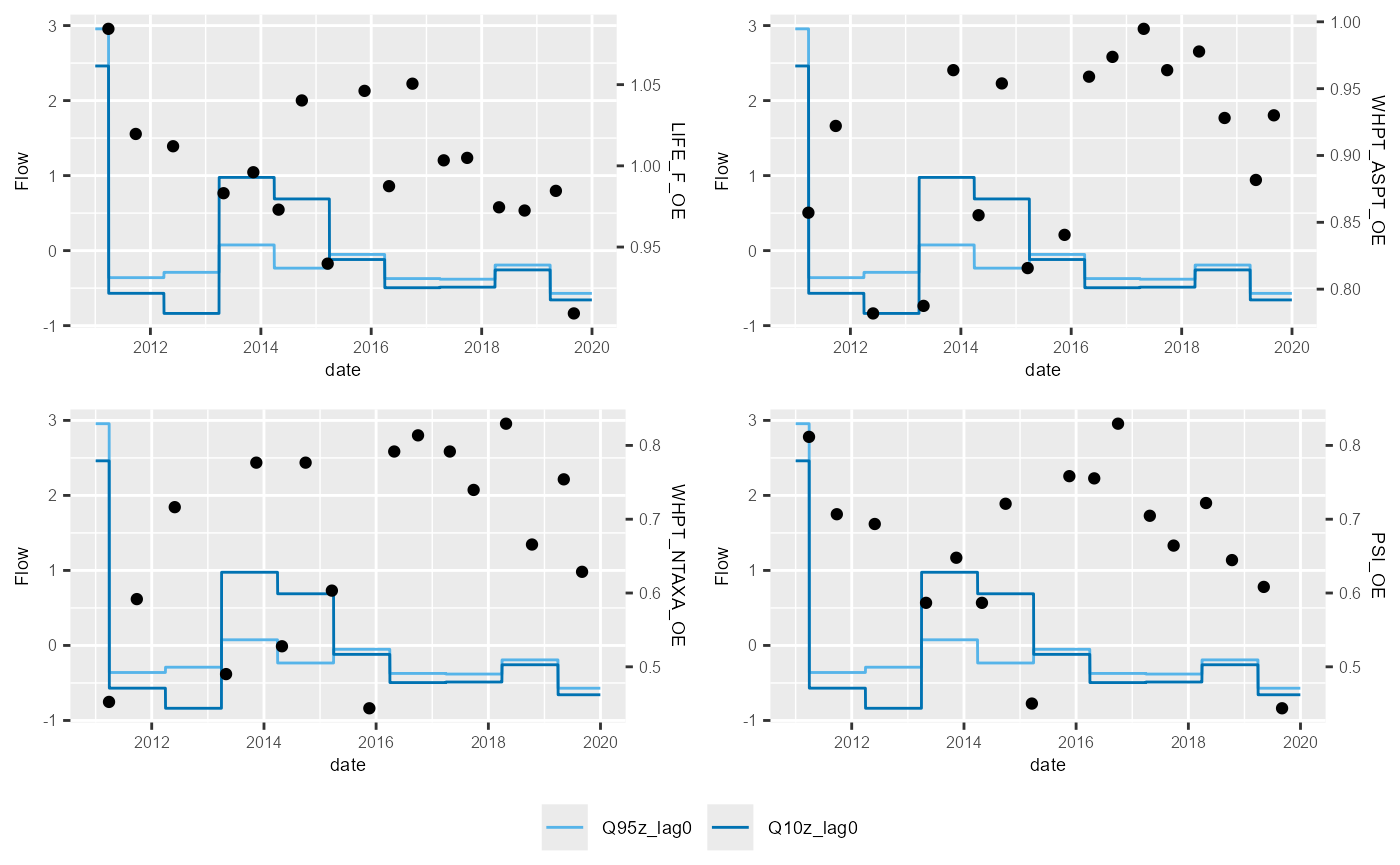 3
2
1
0
-1
Flow
2012 2014 2016 2018 2020
date
1.05
1.00
0.95
LIFE_F_OE
3
2
1
0
-1
Flow
2012 2014 2016 2018 2020
date
1.00
0.95
0.90
0.85
0.80
WHPT_ASPT_OE
3
2
1
0
-1
Flow
2012 2014 2016 2018 2020
date
0.8
0.7
0.6
0.5
WHPT_NTAXA_OE
3
2
1
0
-1
Flow
2012 2014 2016 2018 2020
date
0.8
0.7
0.6
0.5
PSI_OE
Q95z_lag0 Q10z_lag0